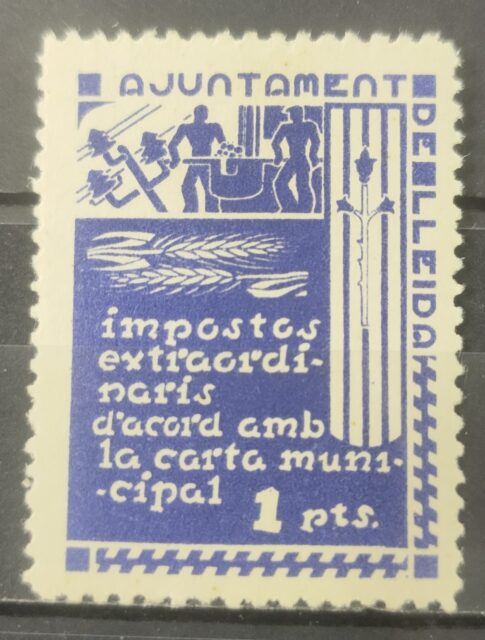 AJUNTAMENT
DE LLEIDA
impostos
extraordi-
naris
d'acord amb
la carta muni-
-cipal 1 pts.